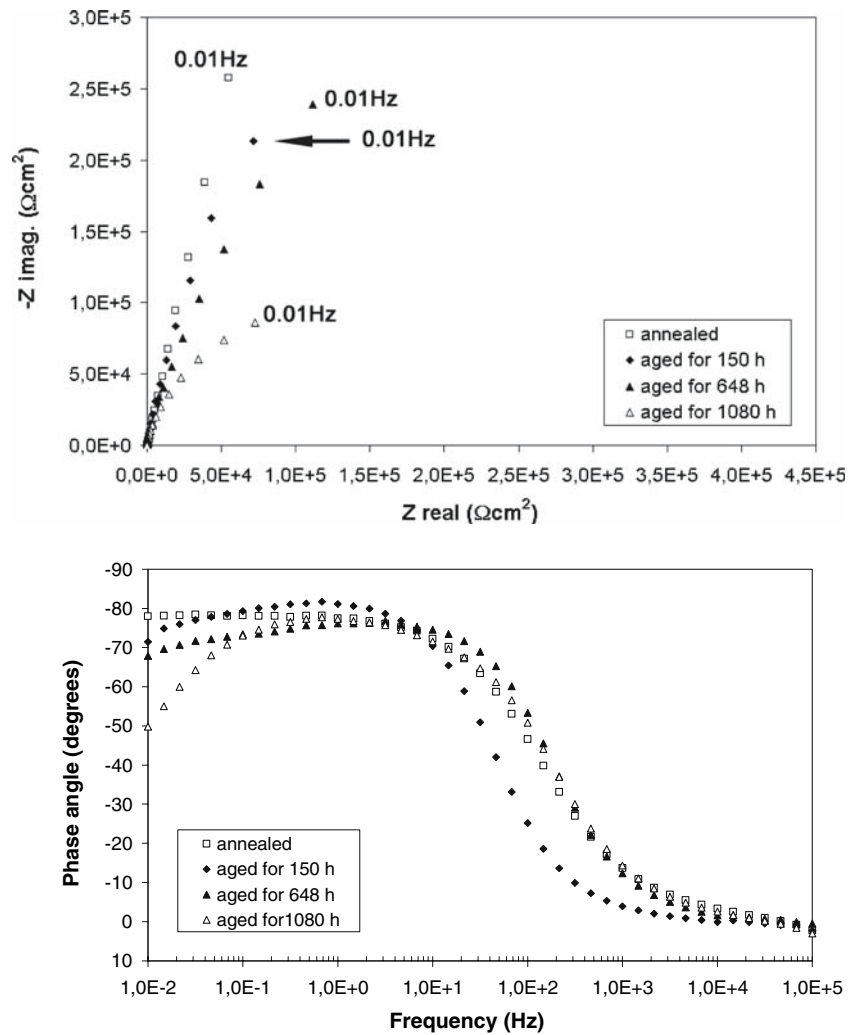 3,0E+5
2,5E+5
2,0E+5
1,5E+5
1,0E+5
5,0E+4
0,0E+0
-Z imag. (Ωcm²)
0.01Hz
0.01Hz
0.01Hz
0.01Hz
□ annealed
◆ aged for 150 h
▲ aged for 648 h
△ aged for 1080 h
0,0E+0 5,0E+4 1,0E+5 1,5E+5 2,0E+5 2,5E+5 3,0E+5 3,5E+5 4,0E+5 4,5E+5
Z real (Ωcm²)
-90
-80
-70
-60
-50
-40
-30
-20
-10
0
10
Phase angle (degrees)
□ annealed
◆ aged for 150 h
▲ aged for 648 h
△ aged for1080 h
1,0E-2 1,0E-1 1,0E+0 1,0E+1 1,0E+2 1,0E+3 1,0E+4 1,0E+5
Frequency (Hz)